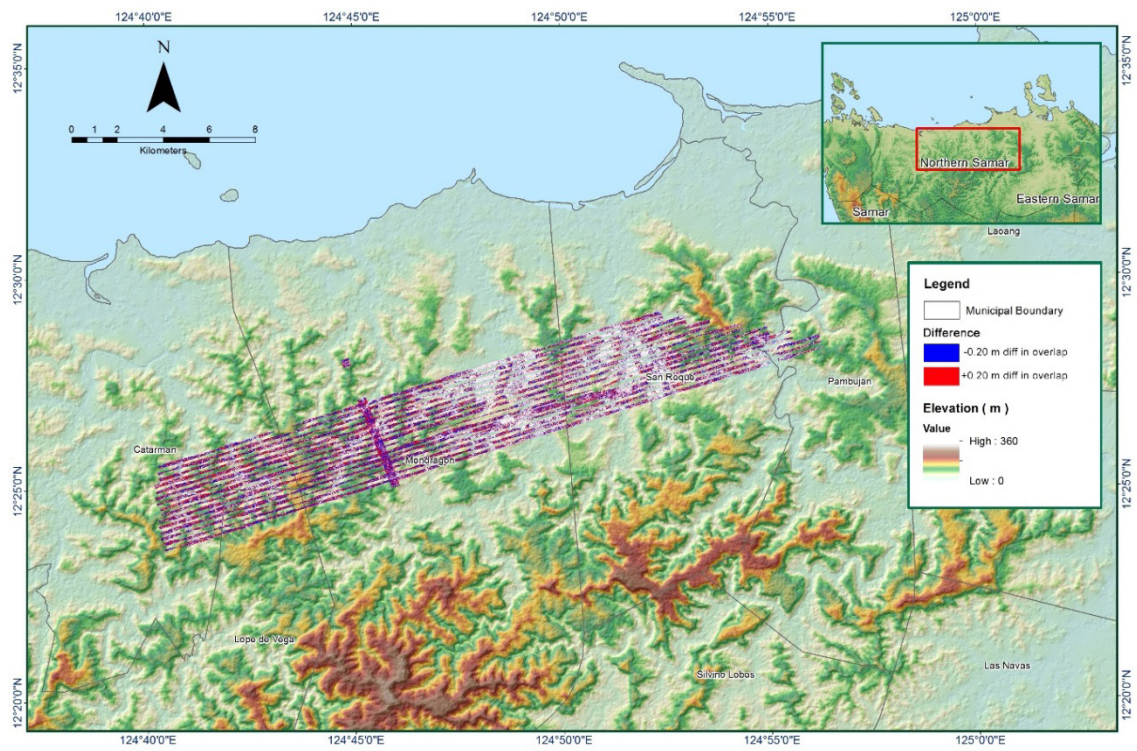 124°40'0"E 124°45'0"E 124°50'0"E 124°55'0"E 125°0'0"E
12°35'0"N 12°35'0"N
N
0 1 2 4 6 8
Kilometers
Northern Samar
Eastern Samar
Samar
Laoang
12°30'0"N 12°30'0"N
Legend
Municipal Boundary
Difference
-0.20 m diff in overlap
+0.20 m diff in overlap
Elevation ( m )
Value
High : 360
Low : 0
San Roque
Pambujan
Catarman
Mondragon
12°25'0"N 12°25'0"N
Lope de Vega
Silvino Lobos
Las Navas
12°20'0"N 12°20'0"N
124°40'0"E 124°45'0"E 124°50'0"E 124°55'0"E 125°0'0"E